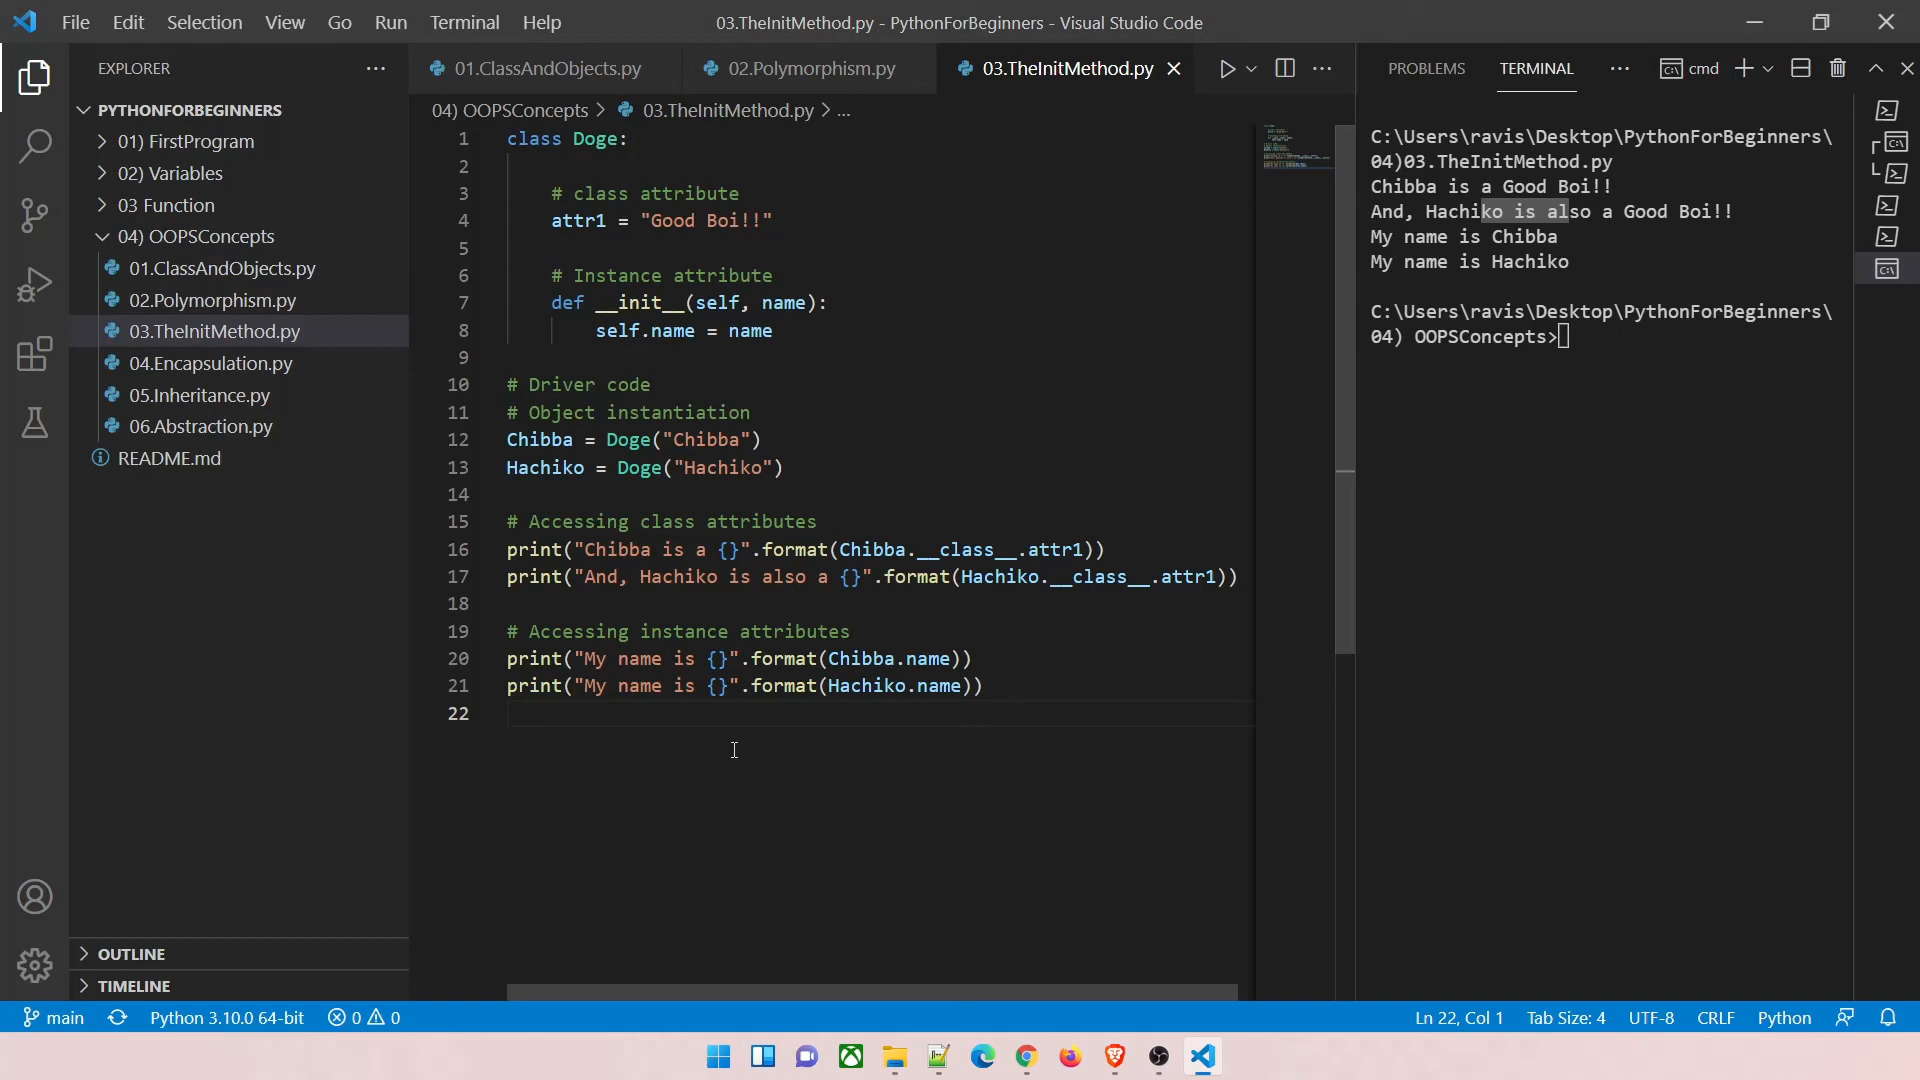 File Edit Selection View Go Run Terminal Help
03.TheInitMethod.py - PythonForBeginners - Visual Studio Code
EXPLORER
PYTHONFORBEGINNERS
01) FirstProgram
02) Variables
03 Function
04) OOPSConcepts
01.ClassAndObjects.py
02.Polymorphism.py
03.TheInitMethod.py
04.Encapsulation.py
05.Inheritance.py
06.Abstraction.py
README.md
OUTLINE
TIMELINE
01.ClassAndObjects.py 02.Polymorphism.py 03.TheInitMethod.py
04) OOPSConcepts > 03.TheInitMethod.py > ...
1 class Doge:
2
3 # class attribute
4 attr1 = "Good Boi!!"
5
6 # Instance attribute
7 def __init__(self, name):
8 self.name = name
9
10 # Driver code
11 # Object instantiation
12 Chibba = Doge("Chibba")
13 Hachiko = Doge("Hachiko")
14
15 # Accessing class attributes
16 print("Chibba is a {}".format(Chibba.__class__.attr1))
17 print("And, Hachiko is also a {}".format(Hachiko.__class__.attr1))
18
19 # Accessing instance attributes
20 print("My name is {}".format(Chibba.name))
21 print("My name is {}".format(Hachiko.name))
22
PROBLEMS TERMINAL ... cmd
C:\Users\ravis\Desktop\PythonForBeginners\
04)03.TheInitMethod.py
Chibba is a Good Boi!!
And, Hachiko is also a Good Boi!!
My name is Chibba
My name is Hachiko
C:\Users\ravis\Desktop\PythonForBeginners\
04) OOPSConcepts>
main Python 3.10.0 64-bit 0 0 Ln 22, Col 1 Tab Size: 4 UTF-8 CRLF Python